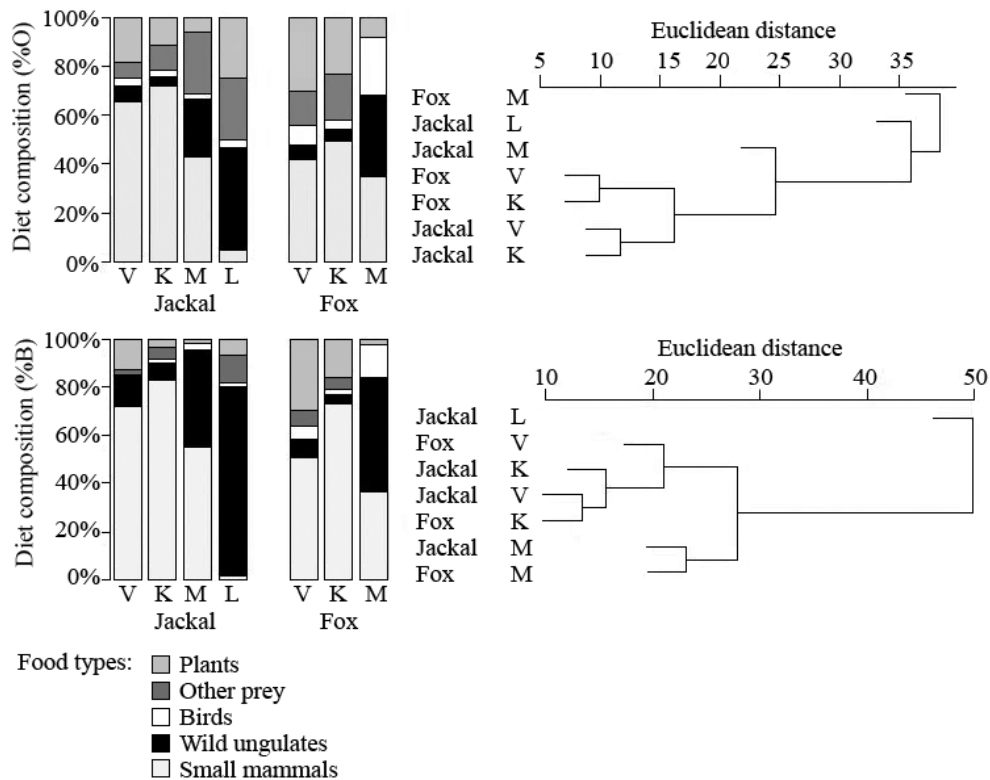 Diet composition (%O)
100%
80%
60%
40%
20%
0%
V K M L
Jackal
V K M
Fox
Euclidean distance
5 10 15 20 25 30 35
Fox M
Jackal L
Jackal M
Fox V
Fox K
Jackal V
Jackal K
Diet composition (%B)
100%
80%
60%
40%
20%
0%
V K M L
Jackal
V K M
Fox
Euclidean distance
10 20 30 40 50
Jackal L
Fox V
Jackal K
Jackal V
Fox K
Jackal M
Fox M
Food types:
Plants
Other prey
Birds
Wild ungulates
Small mammals